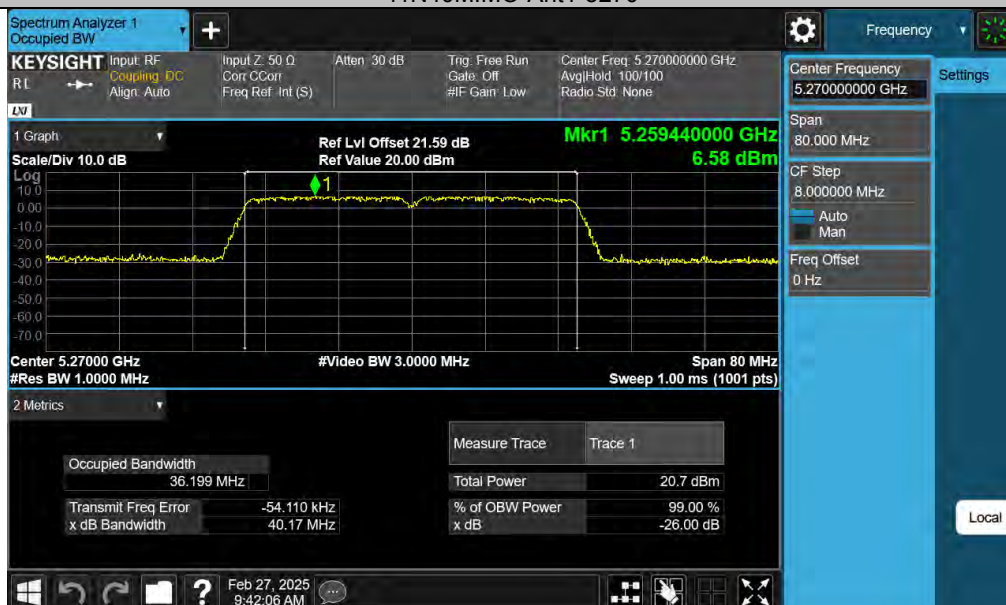 Spectrum Analyzer 1
Occupied BW
+
Frequency
KEYSIGHT
RL
LXI
Input: RF
Coupling: DC
Align: Auto
Input Z: 50 Ω
Corr CCorr
Freq Ref: Int (S)
Atten: 30 dB
Trig: Free Run
Gate: Off
#IF Gain: Low
Center Freq: 5.270000000 GHz
Avg|Hold: 100/100
Radio Std: None
1 Graph
Scale/Div 10.0 dB
Ref Lvl Offset 21.59 dB
Ref Value 20.00 dBm
Mkr1 5.259440000 GHz
6.58 dBm
Log
10.0
0.00
-10.0
-20.0
-30.0
-40.0
-50.0
-60.0
-70.0
1
Center 5.27000 GHz
#Res BW 1.0000 MHz
#Video BW 3.0000 MHz
Span 80 MHz
Sweep 1.00 ms (1001 pts)
2 Metrics
Measure Trace Trace 1
Occupied Bandwidth
36.199 MHz
Total Power 20.7 dBm
Transmit Freq Error -54.110 kHz
% of OBW Power 99.00 %
x dB Bandwidth 40.17 MHz
x dB -26.00 dB
Center Frequency
5.270000000 GHz
Settings
Span
80.000 MHz
CF Step
8.000000 MHz
Auto
Man
Freq Offset
0 Hz
Local
?
Feb 27, 2025
9:42:06 AM